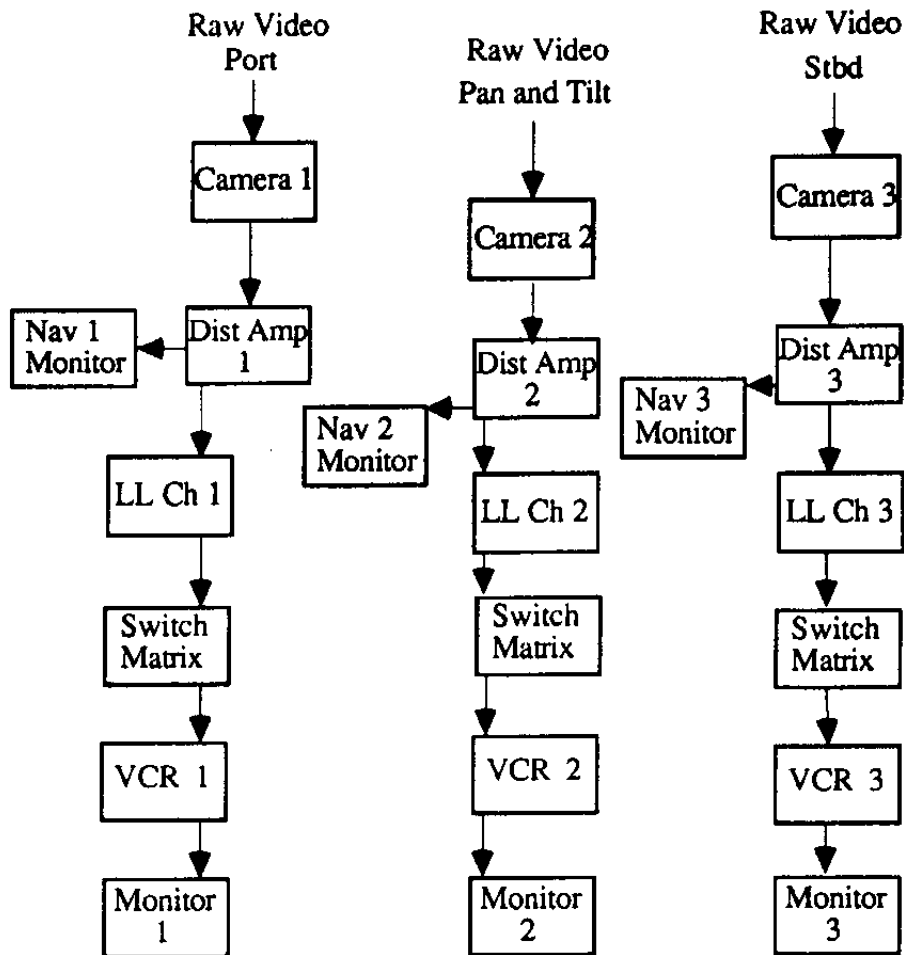 Raw Video
Port
Camera 1
Dist Amp
1
Nav 1
Monitor
LL Ch 1
Switch
Matrix
VCR 1
Monitor
1
Raw Video
Pan and Tilt
Camera 2
Dist Amp
2
Nav 2
Monitor
LL Ch 2
Switch
Matrix
VCR 2
Monitor
2
Raw Video
Stbd
Camera 3
Dist Amp
3
Nav 3
Monitor
LL Ch 3
Switch
Matrix
VCR 3
Monitor
3